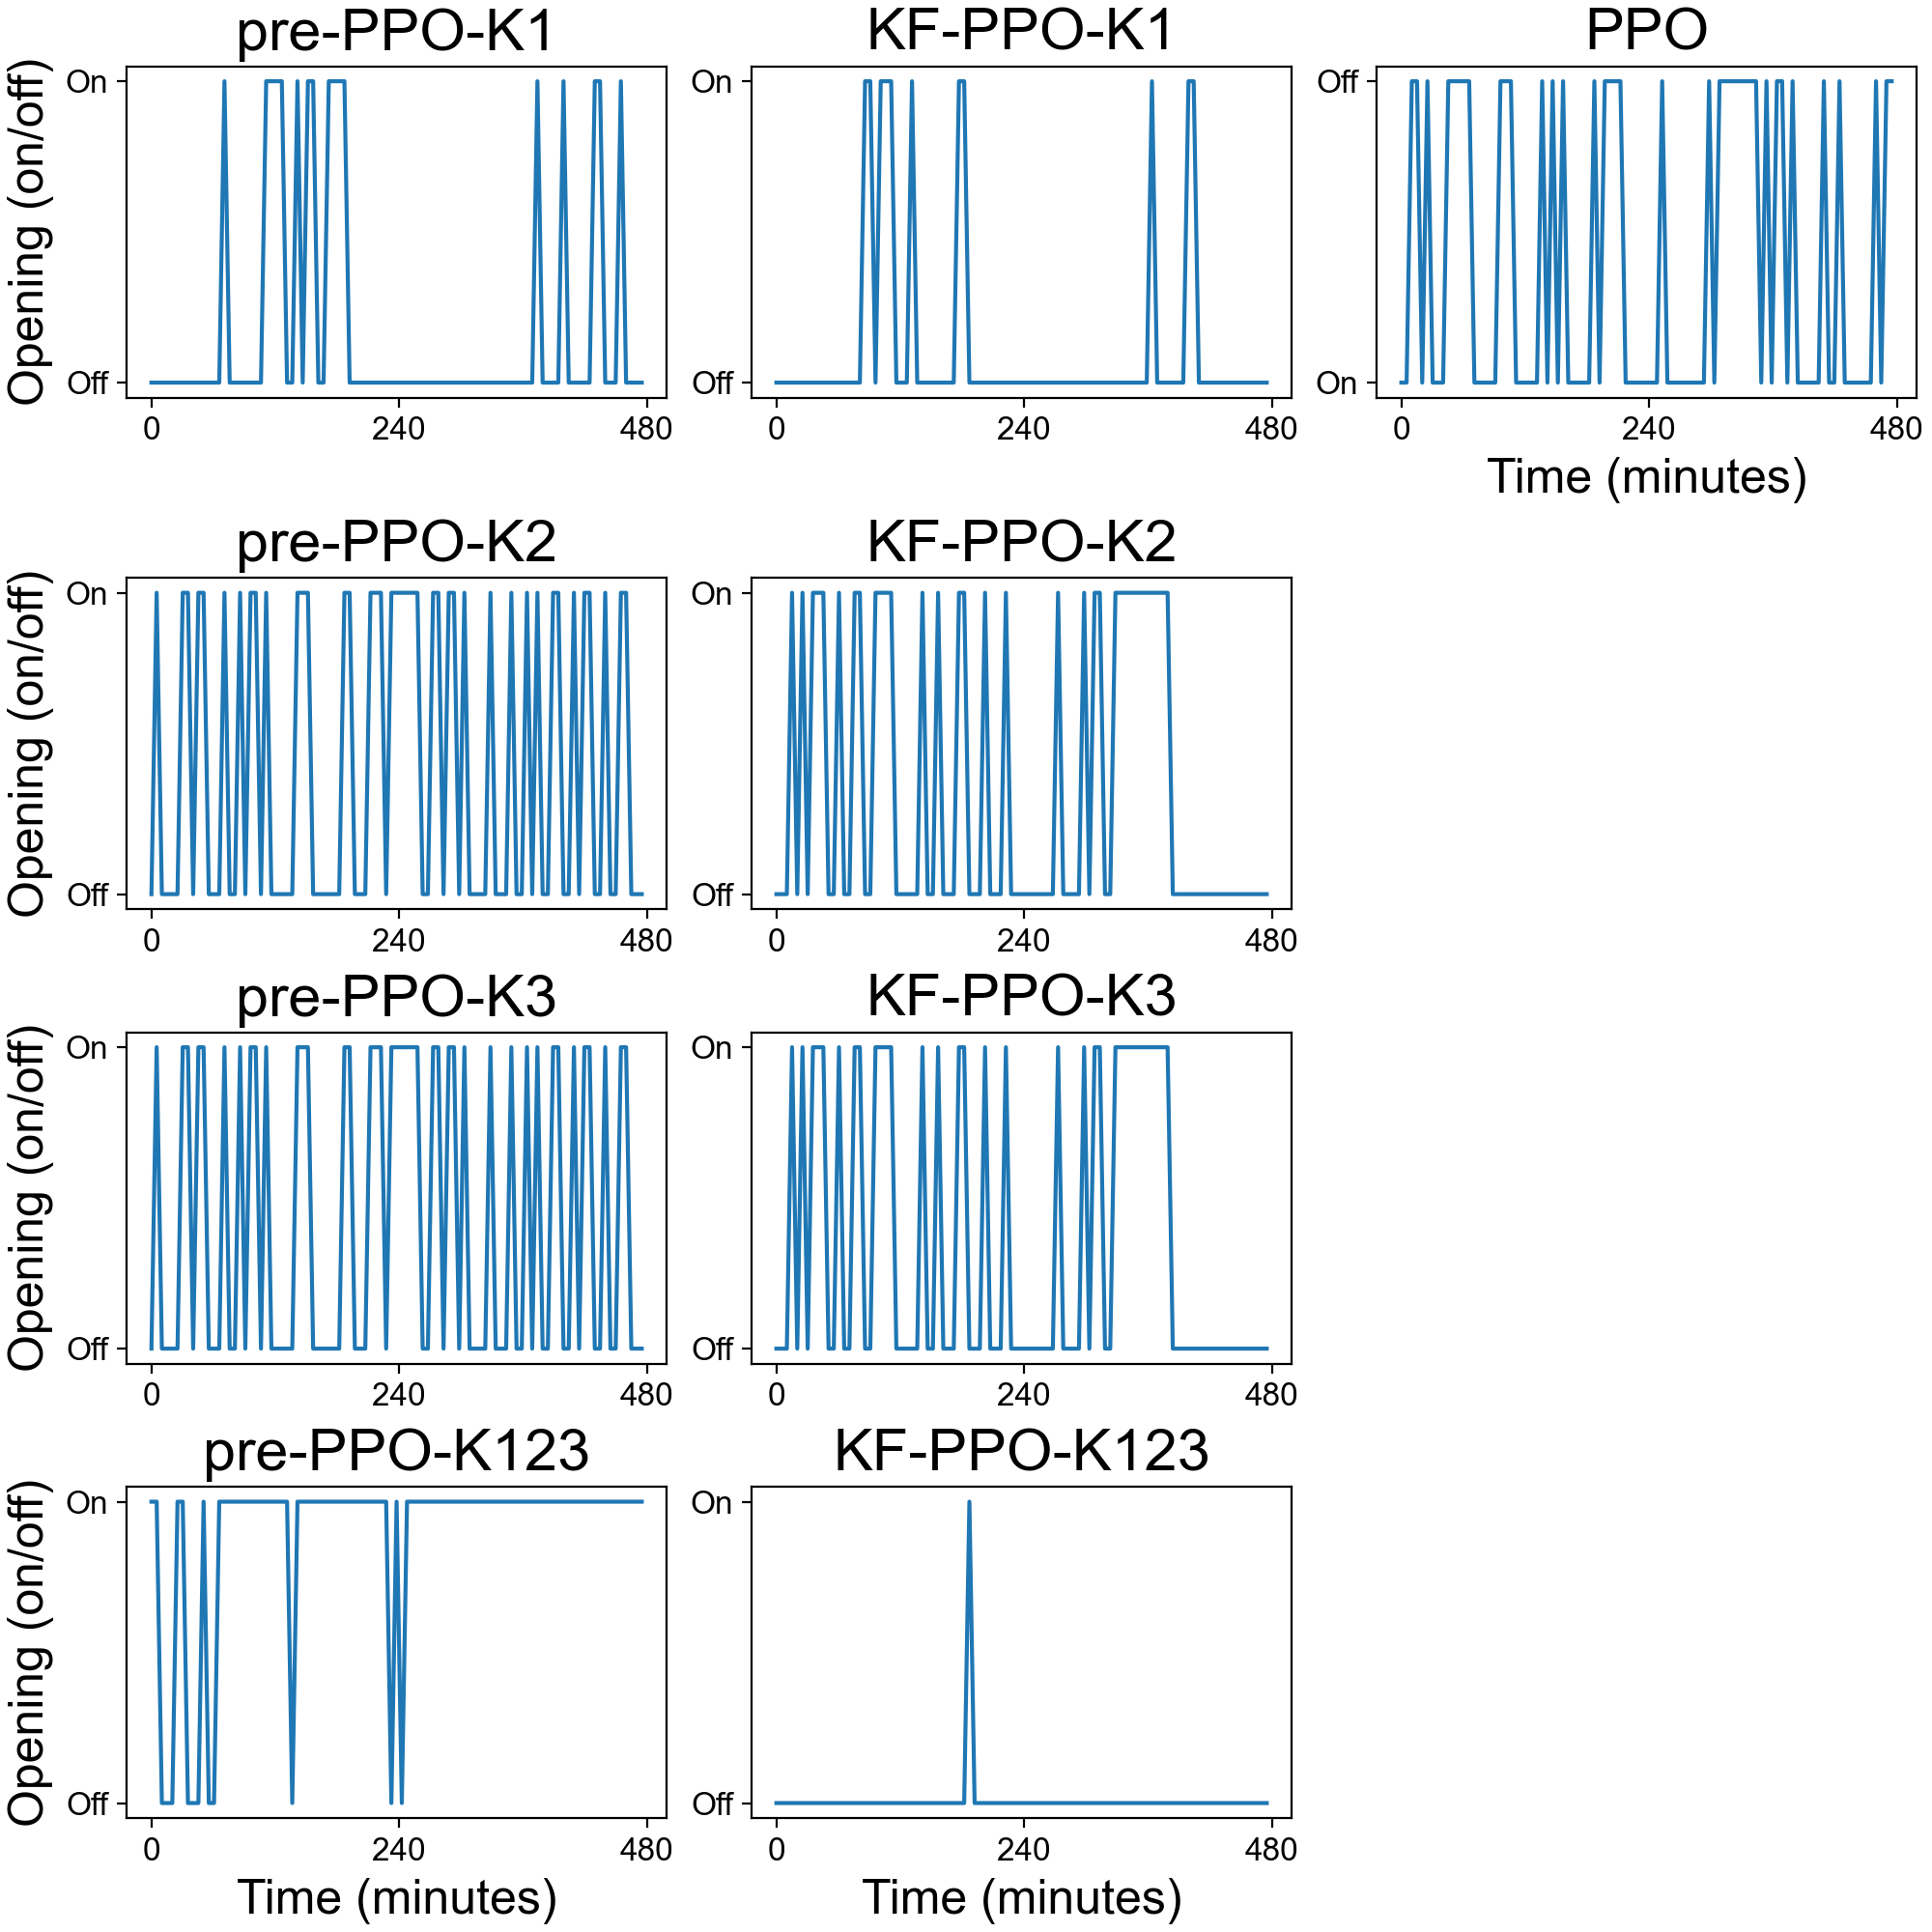 pre-PPO-K1
KF-PPO-K1
PPO
Opening (on/off)
On
Off
0 240 480
On
Off
0 240 480
Off
On
0 240 480
Time (minutes)
pre-PPO-K2
KF-PPO-K2
Opening (on/off)
On
Off
0 240 480
On
Off
0 240 480
pre-PPO-K3
KF-PPO-K3
Opening (on/off)
On
Off
0 240 480
On
Off
0 240 480
pre-PPO-K123
KF-PPO-K123
Opening (on/off)
On
Off
0 240 480
Time (minutes)
On
Off
0 240 480
Time (minutes)